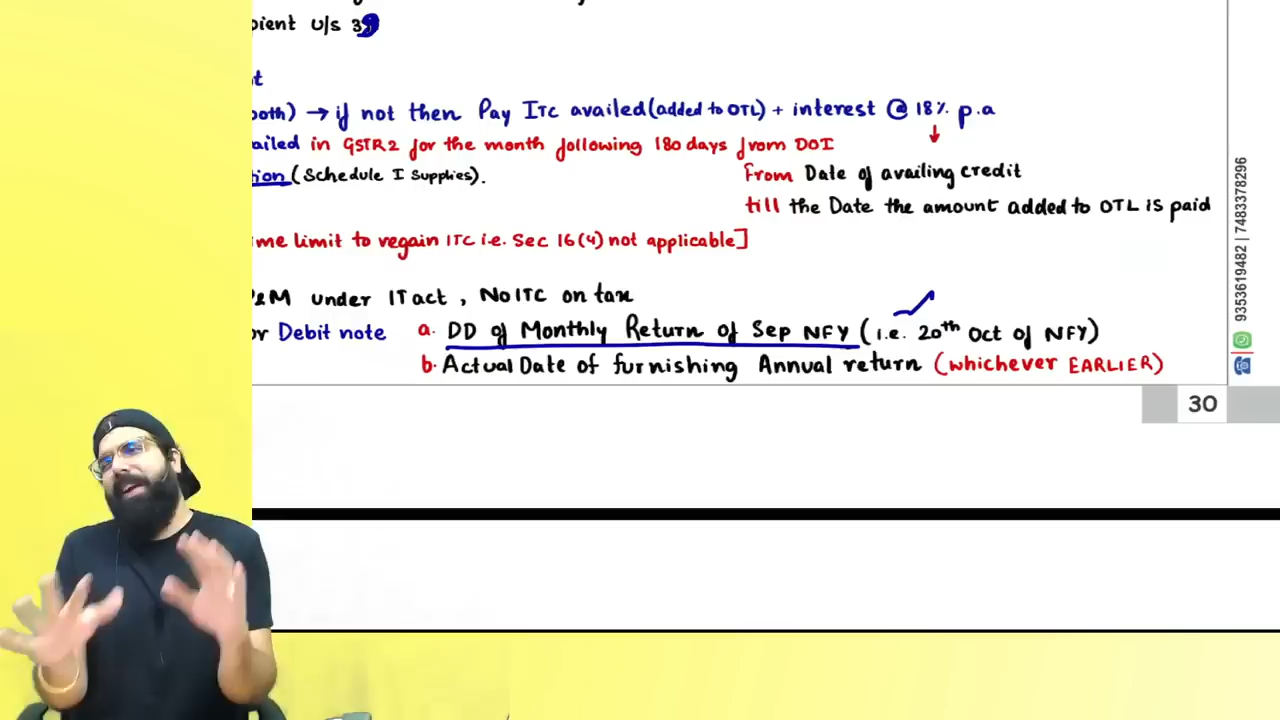 pient U/s 39
t
both) → if not then Pay ITC availed (added to OTL) + interest @ 18% p.a
ailed in GSTR2 for the month following 180 days from DOI
From Date of availing credit
tion (Schedule I Supplies).
till the Date the amount added to OTL is paid
ime limit to regain ITC i.e. Sec 16(4) not applicable]
P&M under IT act, No ITC on tax
or Debit note a. DD of Monthly Return of Sep NFY (i.e. 20th Oct of NFY)
b. Actual Date of furnishing Annual return (whichever EARLIER)
30
9353619482 | 7483378296